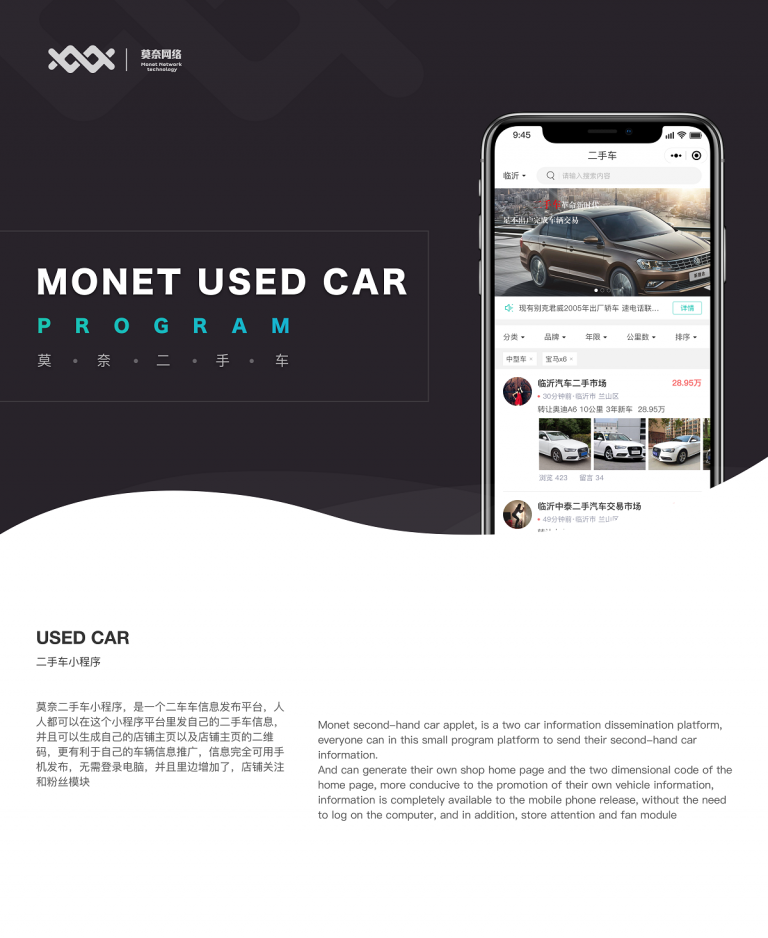 莫奈网络
Monet Network
technology
9:45
二手车
临沂
请输入搜索内容
革命新时代
足不出户完成车辆交易
现有别克君威2005年出厂轿车 速电话联...
详情
分类
品牌
年限
公里数
排序
中型车 ×
宝马x6 ×
临沂汽车二手市场
28.95万
30分钟前·临沂市 兰山区
转让奥迪A6 10公里 3年新车 28.95万
浏览 423
留言 34
临沂中泰二手汽车交易市场
49分钟前·临沂市 兰山区
MONET USED CAR
PROGRAM
莫•奈•二•手•车
USED CAR
二手车小程序
莫奈二手车小程序，是一个二车车信息发布平台，人
人都可以在这个小程序平台里发自己的二手车信息，
并且可以生成自己的店铺主页以及店铺主页的二维
码，更有利于自己的车辆信息推广，信息完全可用手
机发布，无需登录电脑，并且里边增加了，店铺关注
和粉丝模块
Monet second-hand car applet, is a two car information dissemination platform,
everyone can in this small program platform to send their second-hand car
information.
And can generate their own shop home page and the two dimensional code of the
home page, more conducive to the promotion of their own vehicle information,
information is completely available to the mobile phone release, without the need
to log on the computer, and in addition, store attention and fan module